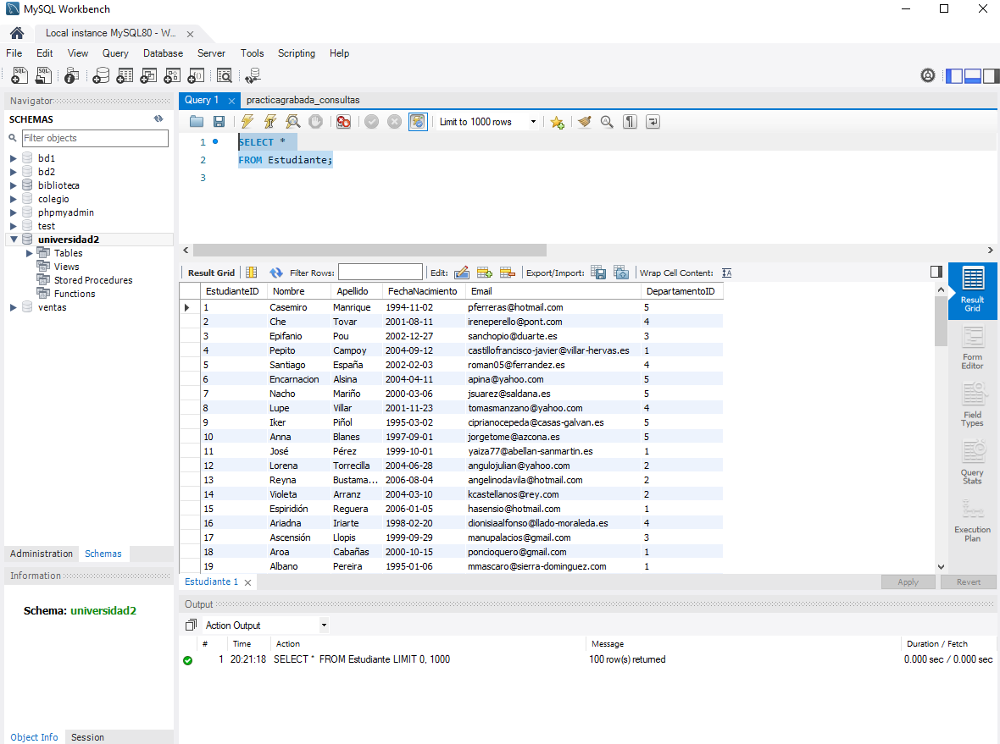 MySQL Workbench
Local instance MySQL80 - W...
File Edit View Query Database Server Tools Scripting Help
Navigator
SCHEMAS
Filter objects
bd1
bd2
biblioteca
colegio
phpmyadmin
test
universidad2
Tables
Views
Stored Procedures
Functions
ventas
Administration Schemas
Information
Schema: universidad2
Object Info Session
Query 1 practicagrabada_consultas
Limit to 1000 rows
1 SELECT *
2 FROM Estudiante;
3
Result Grid Filter Rows: Edit: Export/Import: Wrap Cell Content:
EstudianteID Nombre Apellido FechaNacimiento Email DepartamentoID
1 Casemiro Manrique 1994-11-02 pferreras@hotmail.com 5
2 Che Tovar 2001-08-11 ireneperello@pont.com 4
3 Epifanio Pou 2002-12-27 sanchopio@duarte.es 3
4 Pepito Campoy 2004-09-12 castillofrancisco-javier@villar-hervas.es 1
5 Santiago España 2002-02-03 roman05@ferrandez.es 4
6 Encarnacion Alsina 2004-04-11 apina@yahoo.com 5
7 Nacho Mariño 2000-03-06 jsuarez@saldana.es 5
8 Lupe Villar 2001-11-23 tomasmanzano@yahoo.com 4
9 Iker Piñol 1995-03-02 ciprianocepeda@casas-galvan.es 5
10 Anna Blanes 1997-09-01 jorgetome@azcona.es 5
11 José Pérez 1999-10-01 yaiza77@abellan-sanmartin.es 1
12 Lorena Torrecilla 2004-06-28 angulojulian@yahoo.com 2
13 Reyna Bustama... 2006-08-04 angelinodavila@hotmail.com 2
14 Violeta Arranz 2004-03-10 kcastellanos@rey.com 2
15 Espiridión Reguera 2006-01-05 hasensio@hotmail.com 1
16 Ariadna Iriarte 1998-02-20 dionisiaalfonso@llado-moraleda.es 4
17 Ascensión Llopis 1999-09-29 manupalacios@gmail.com 3
18 Aroa Cabañas 2000-10-15 poncioquero@gmail.com 1
19 Albano Pereira 1995-01-06 mmascaro@sierra-dominguez.com 1
Result
Grid
Form
Editor
Field
Types
Query
Stats
Execution
Plan
Estudiante 1 Apply Revert
Output
Action Output
# Time Action Message Duration / Fetch
1 20:21:18 SELECT * FROM Estudiante LIMIT 0, 1000 100 row(s) returned 0.000 sec / 0.000 sec